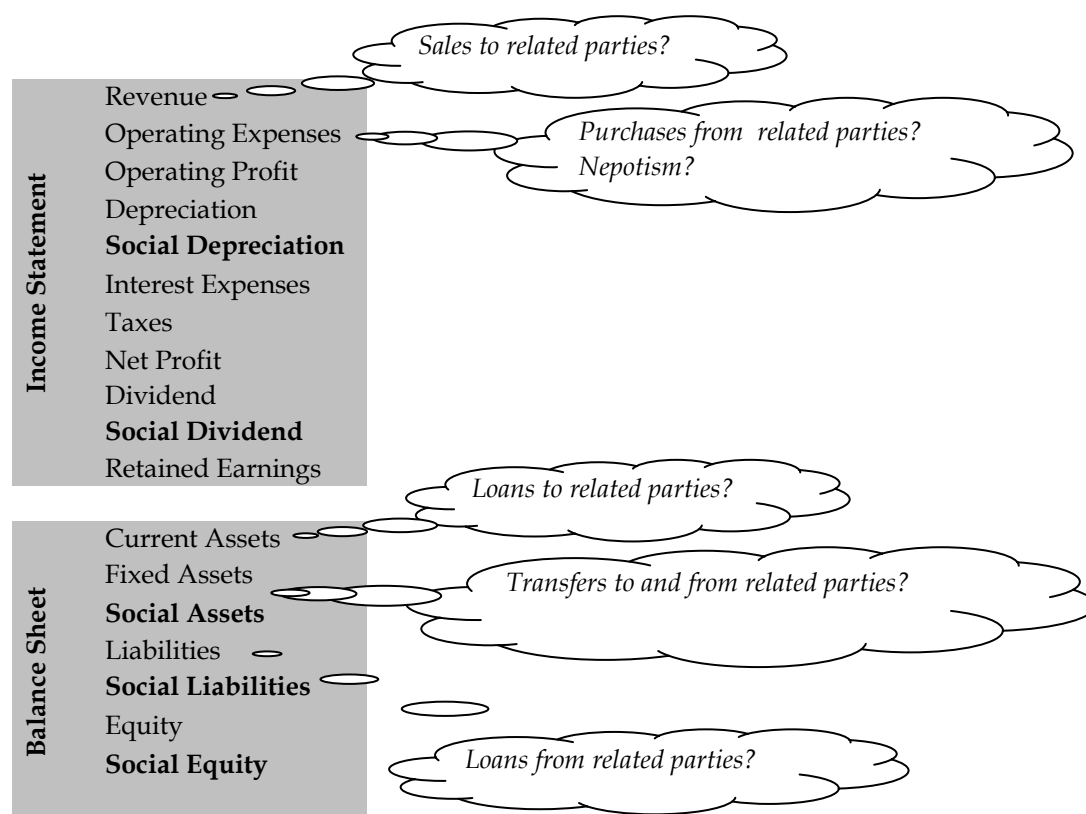 Sales to related parties?
Revenue
Operating Expenses
Purchases from related parties?
Nepotism?
Operating Profit
Depreciation
Social Depreciation
Interest Expenses
Taxes
Net Profit
Dividend
Social Dividend
Retained Earnings
Income Statement
Loans to related parties?
Current Assets
Fixed Assets
Transfers to and from related parties?
Social Assets
Liabilities
Social Liabilities
Equity
Social Equity
Loans from related parties?
Balance Sheet